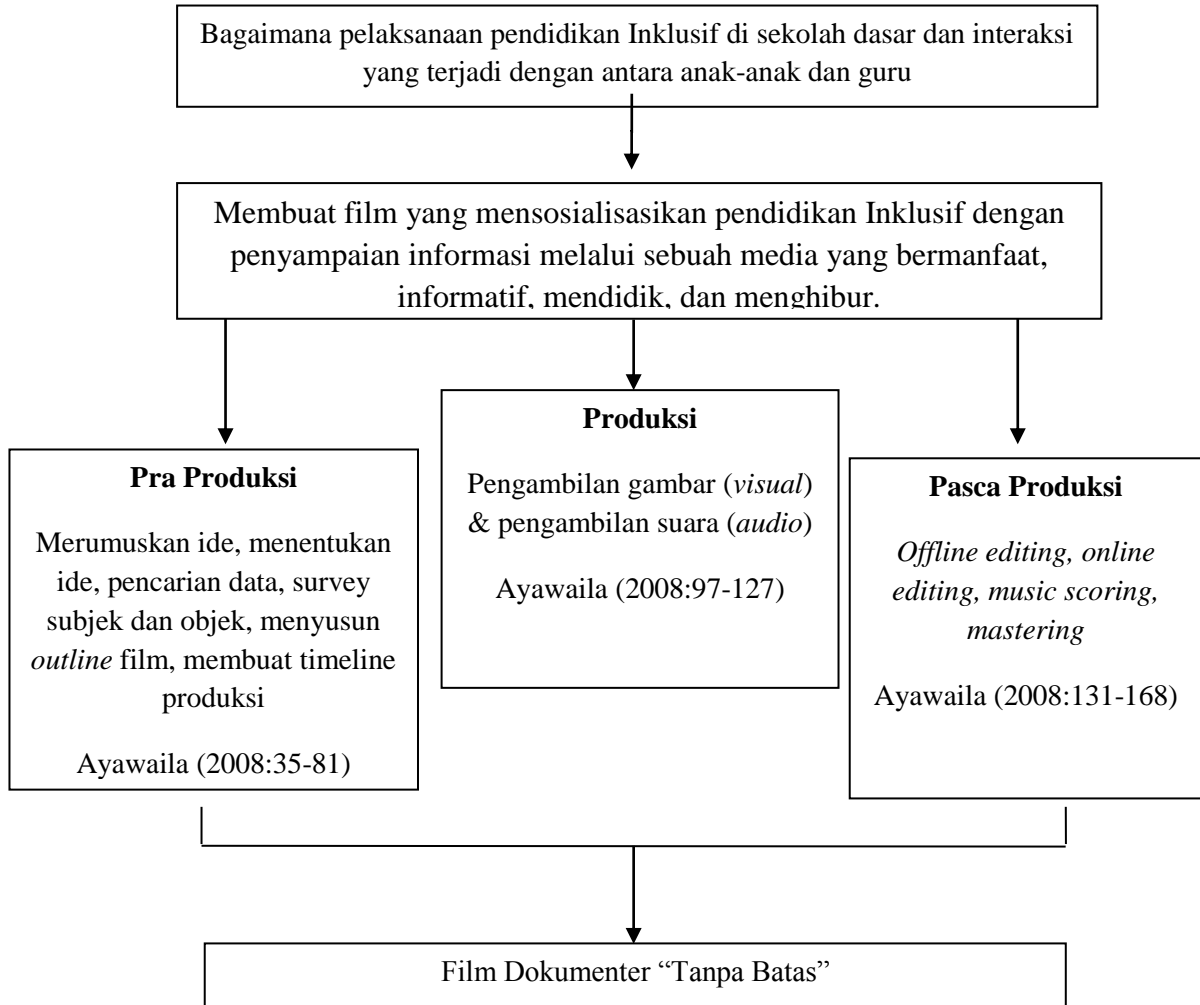 Bagaimana pelaksanaan pendidikan Inklusif di sekolah dasar dan interaksi
yang terjadi dengan antara anak-anak dan guru
Membuat film yang mensosialisasikan pendidikan Inklusif dengan
penyampaian informasi melalui sebuah media yang bermanfaat,
informatif, mendidik, dan menghibur.
Pra Produksi
Merumuskan ide, menentukan
ide, pencarian data, survey
subjek dan objek, menyusun
outline film, membuat timeline
produksi
Ayawaila (2008:35-81)
Produksi
Pengambilan gambar (visual)
& pengambilan suara (audio)
Ayawaila (2008:97-127)
Pasca Produksi
Offline editing, online
editing, music scoring,
mastering
Ayawaila (2008:131-168)
Film Dokumenter “Tanpa Batas”